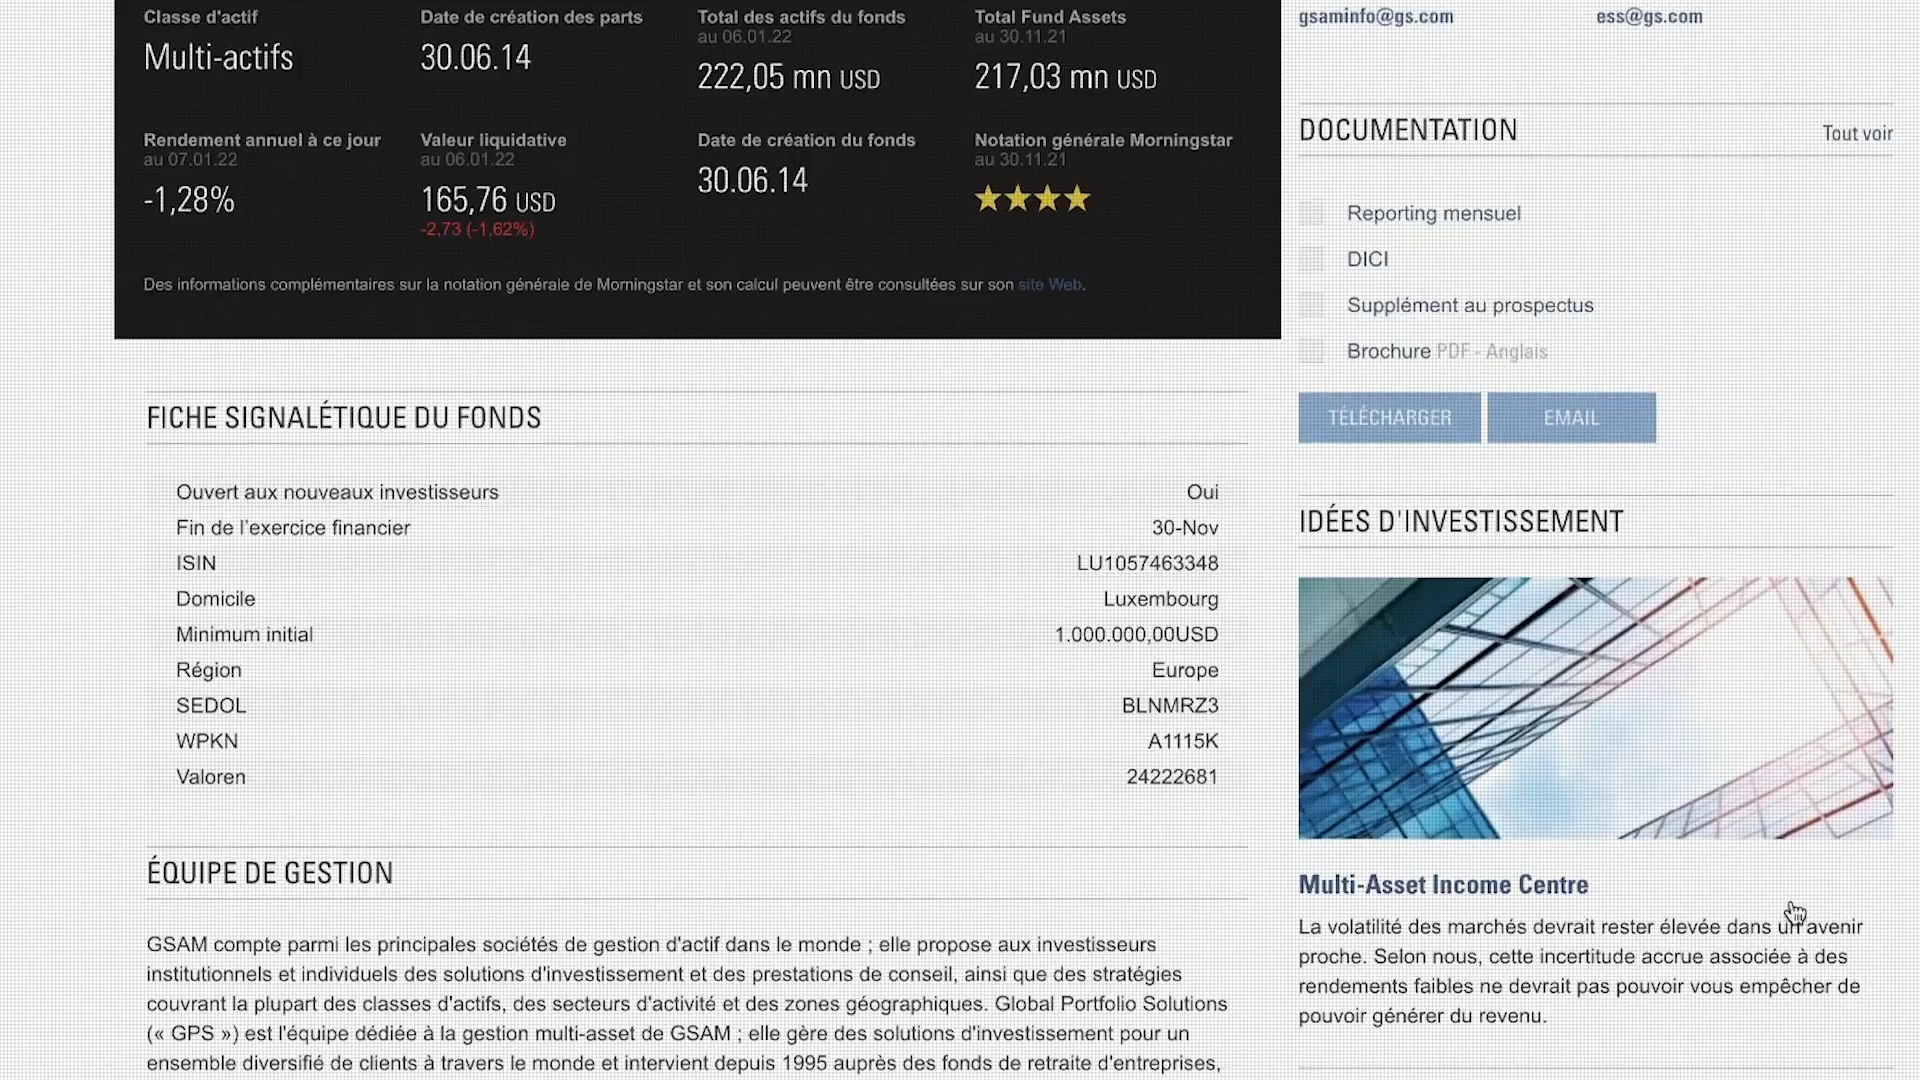 Classe d'actif
Multi-actifs
Date de création des parts
30.06.14
Total des actifs du fonds
au 06.01.22
222,05 mn USD
Total Fund Assets
au 30.11.21
217,03 mn USD
Rendement annuel à ce jour
au 07.01.22
-1,28%
Valeur liquidative
au 06.01.22
165,76 USD
-2,73 (-1,62%)
Date de création du fonds
30.06.14
Notation générale Morningstar
au 30.11.21
Des informations complémentaires sur la notation générale de Morningstar et son calcul peuvent être consultées sur son site Web.
FICHE SIGNALÉTIQUE DU FONDS
Ouvert aux nouveaux investisseurs Oui
Fin de l'exercice financier 30-Nov
ISIN LU1057463348
Domicile Luxembourg
Minimum initial 1.000.000,00USD
Région Europe
SEDOL BLNMRZ3
WPKN A1115K
Valoren 24222681
ÉQUIPE DE GESTION
GSAM compte parmi les principales sociétés de gestion d'actif dans le monde ; elle propose aux investisseurs
institutionnels et individuels des solutions d'investissement et des prestations de conseil, ainsi que des stratégies
couvrant la plupart des classes d'actifs, des secteurs d'activité et des zones géographiques. Global Portfolio Solutions
(« GPS ») est l'équipe dédiée à la gestion multi-asset de GSAM ; elle gère des solutions d'investissement pour un
ensemble diversifié de clients à travers le monde et intervient depuis 1995 auprès des fonds de retraite d'entreprises,
gsaminfo@gs.com ess@gs.com
DOCUMENTATION Tout voir
Reporting mensuel
DICI
Supplément au prospectus
Brochure PDF - Anglais
TÉLÉCHARGER EMAIL
IDÉES D'INVESTISSEMENT
Multi-Asset Income Centre
La volatilité des marchés devrait rester élevée dans un avenir
proche. Selon nous, cette incertitude accrue associée à des
rendements faibles ne devrait pas pouvoir vous empêcher de
pouvoir générer du revenu.